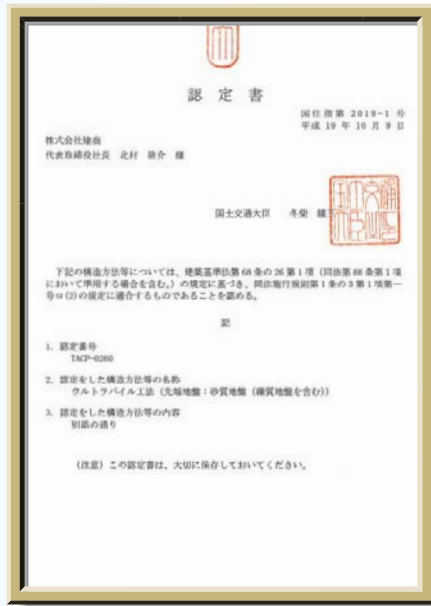 認定書
国住指第 2019-1 号
平成 19 年 10 月 9 日
株式会社
代表取締役社長 北村 介 様
国土交通大臣 冬柴 鐵三
下記の構造方法等については、建築基準法第 68 条の 26 第 1 項（同法第 88 条第 1 項
において準用する場合を含む。）の規定に基づき、同法施行規則第 1 条の 3 第 1 項第一
号ロ(2)の規定に適合するものであることを認める。
記
1. 認定番号
TACP-0260
2. 認定をした構造方法等の名称
ウルトラパイル工法（先端地盤：砂質地盤（礫質地盤を含む））
3. 認定をした構造方法等の内容
別添の通り
（注意）この認定書は、大切に保存しておいてください。